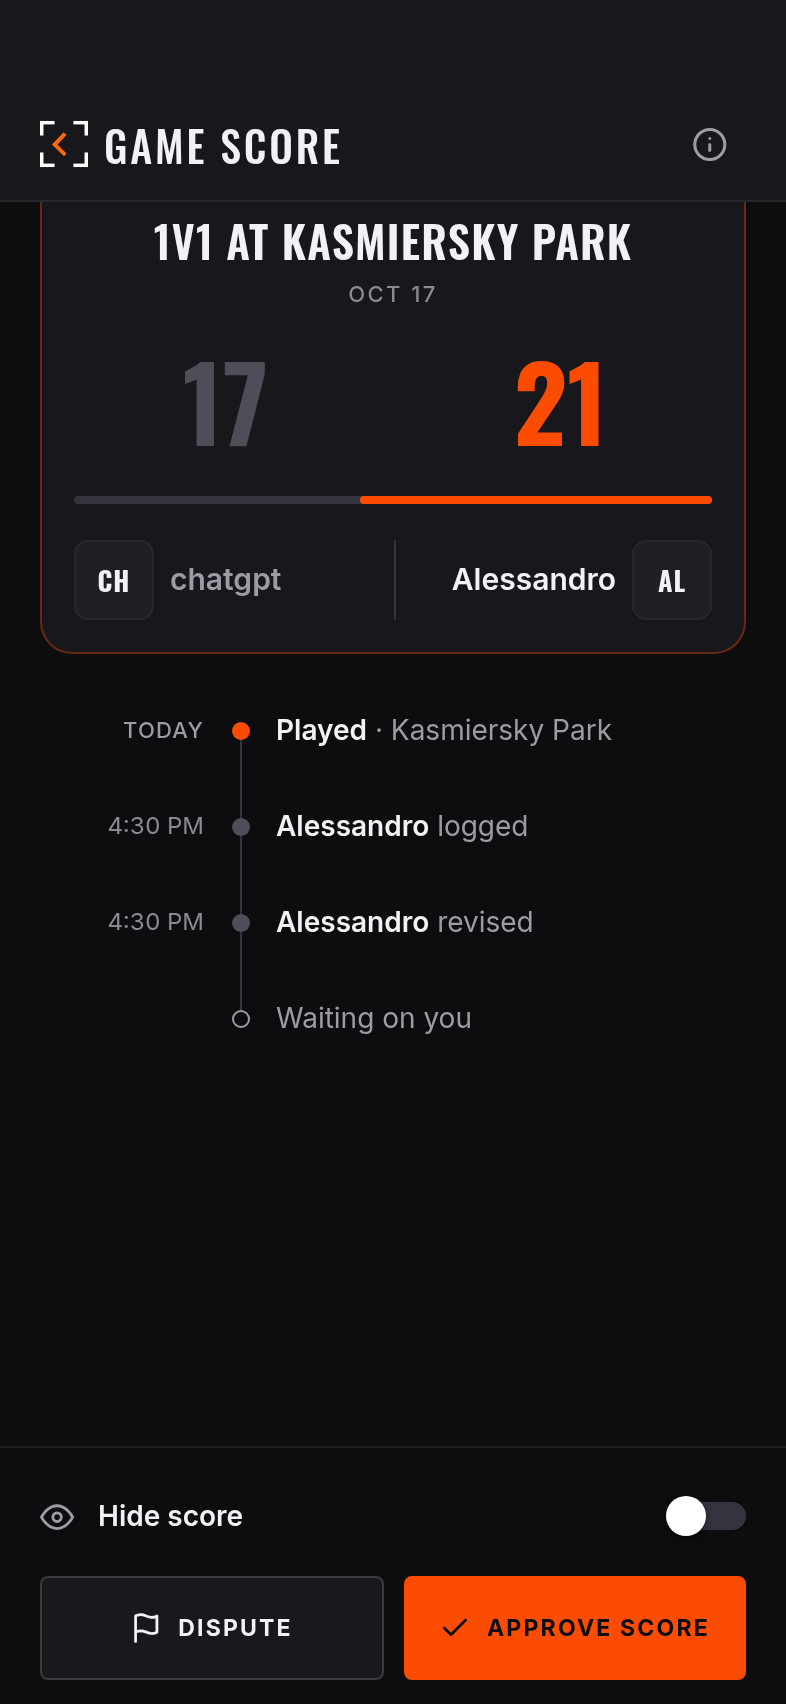 GAME SCORE
1V1 AT KASMIERSKY PARK
OCT 17
17 21
CH chatgpt Alessandro AL
TODAY Played · Kasmiersky Park
4:30 PM Alessandro logged
4:30 PM Alessandro revised
Waiting on you
Hide score
DISPUTE APPROVE SCORE